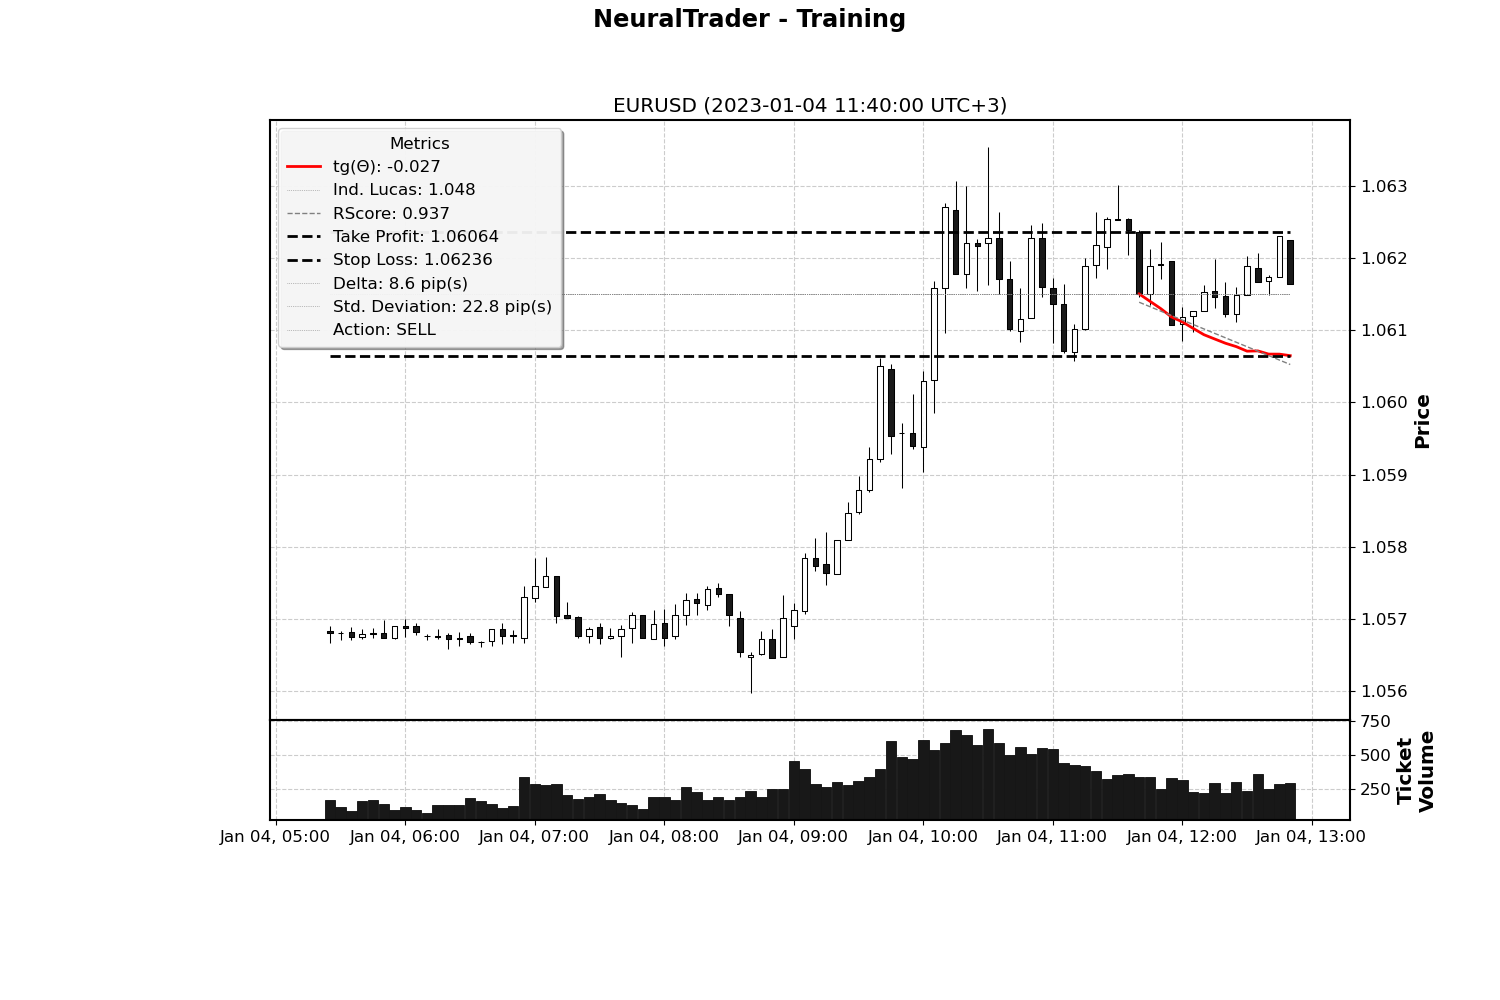 NeuralTrader - Training
EURUSD (2023-01-04 11:40:00 UTC+3)
Metrics
tg(Θ): -0.027
Ind. Lucas: 1.048
RScore: 0.937
Take Profit: 1.06064
Stop Loss: 1.06236
Delta: 8.6 pip(s)
Std. Deviation: 22.8 pip(s)
Action: SELL
1.063
1.062
1.061
1.060
1.059
1.058
1.057
1.056
Price
750
500
250
Ticket
Volume
Jan 04, 05:00 Jan 04, 06:00 Jan 04, 07:00 Jan 04, 08:00 Jan 04, 09:00 Jan 04, 10:00 Jan 04, 11:00 Jan 04, 12:00 Jan 04, 13:00